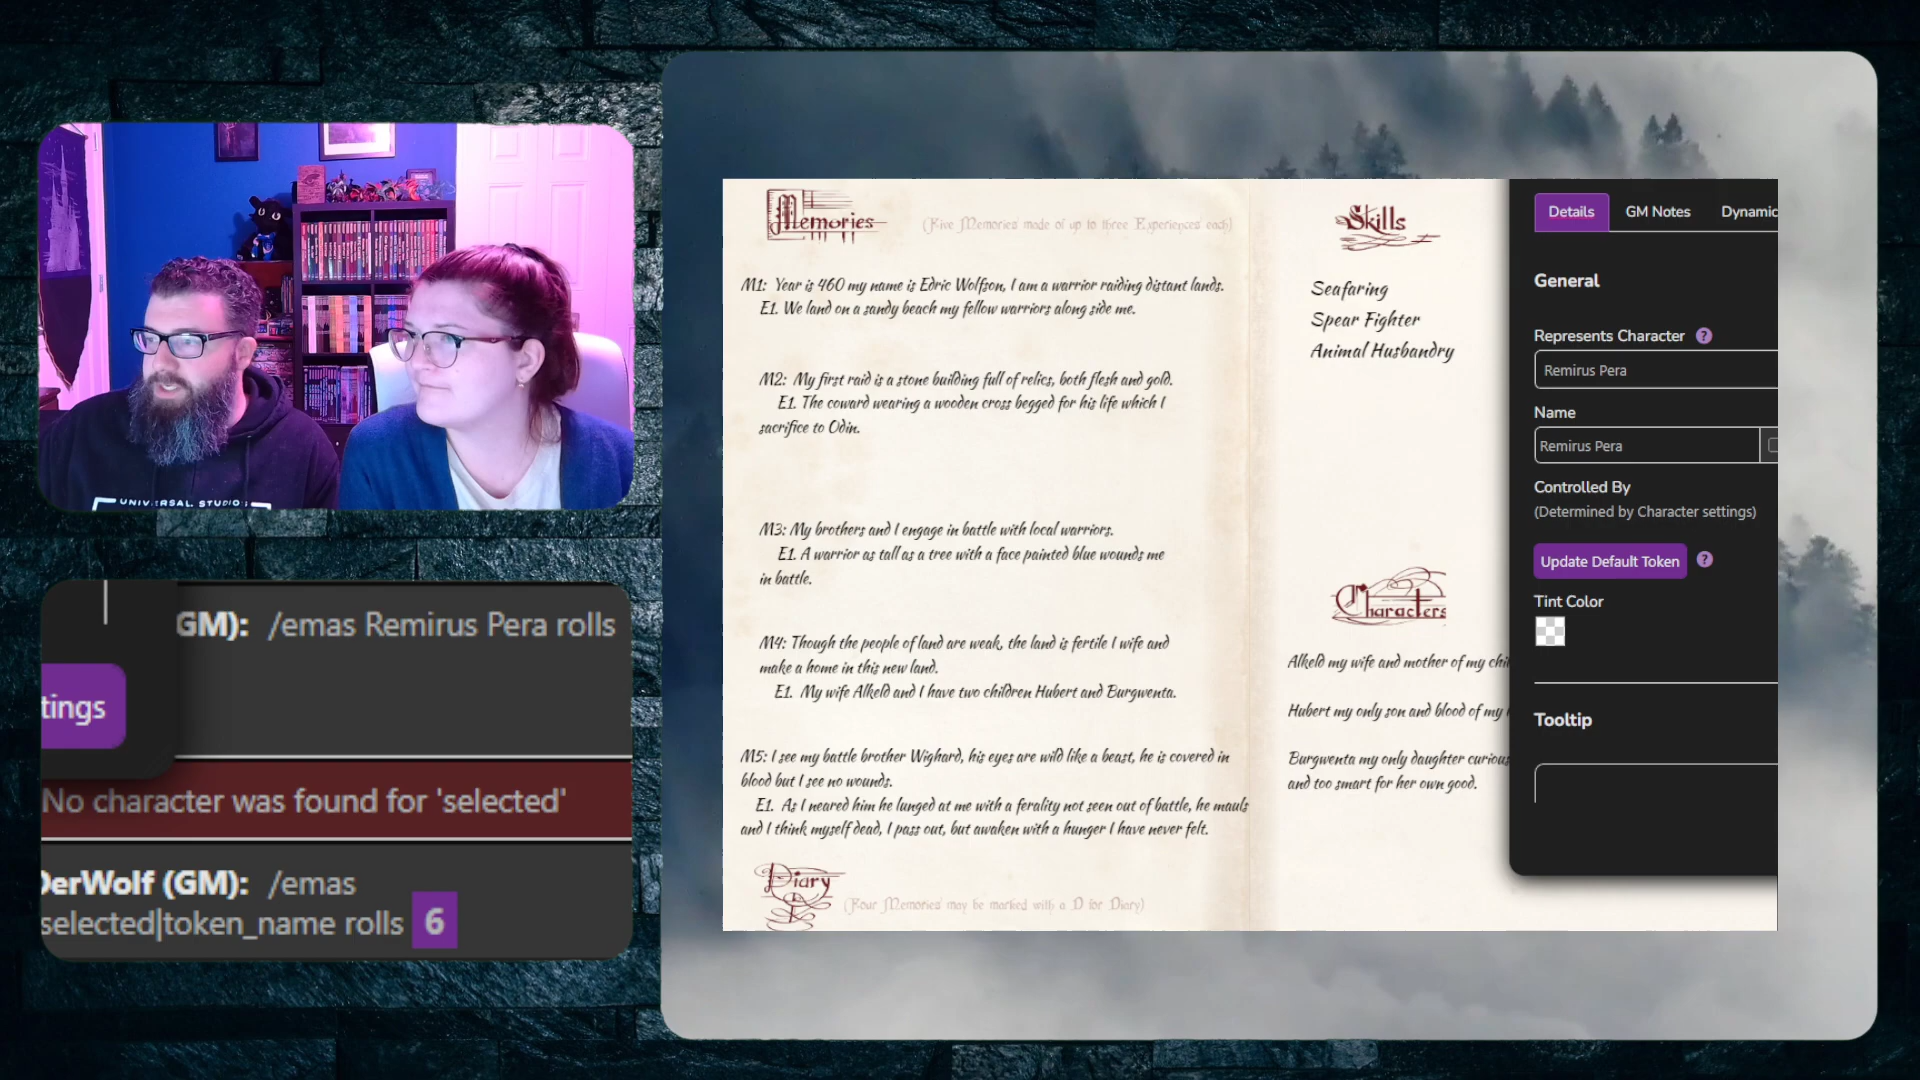 UNIVERSAL STUDIO
GM): /emas Remirus Pera rolls
tings
No character was found for 'selected'
DerWolf (GM): /emas
selected|token_name rolls 6
Memories (Five Memories made of up to three Experiences each)
M1: Year is 460 my name is Edric Wolfson, I am a warrior raiding distant lands.
E1. We land on a sandy beach my fellow warriors along side me.
M2: My first raid is a stone building full of relics, both flesh and gold.
E1. The coward wearing a wooden cross begged for his life which I
sacrifice to Odin.
M3: My brothers and I engage in battle with local warriors.
E1. A warrior as tall as a tree with a face painted blue wounds me
in battle.
M4: Though the people of land are weak, the land is fertile I wife and
make a home in this new land.
E1. My wife Alkeld and I have two children Hubert and Burgwenta.
M5: I see my battle brother Wighard, his eyes are wild like a beast, he is covered in
blood but I see no wounds.
E1. As I neared him he lunged at me with a ferality not seen out of battle, he mauls
and I think myself dead, I pass out, but awaken with a hunger I have never felt.
Diary (Four Memories may be marked with a D for Diary)
Skills
Seafaring
Spear Fighter
Animal Husbandry
Characters
Alkeld my wife and mother of my chi
Hubert my only son and blood of my
Burgwenta my only daughter curious
and too smart for her own good.
Details GM Notes Dynamic
General
Represents Character ?
Remirus Pera
Name
Remirus Pera
Controlled By
(Determined by Character settings)
Update Default Token ?
Tint Color
Tooltip